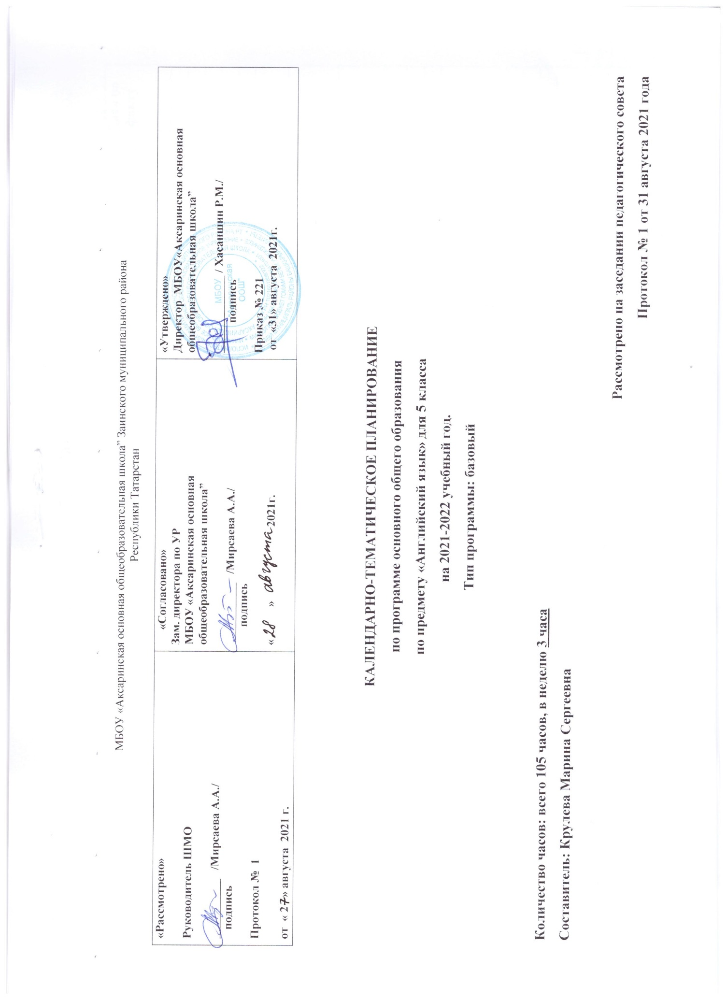 МБОУ «Аксаринская основная общеобразовательная школа” Заинского муниципального района
Республики Татарстан
«Рассмотрено»
Руководитель ШМО
/Мирсаева А.А./
подпись
Протокол № 1
от « 27» августа 2021 г.
«Согласовано»
Зам. директора по УР
МБОУ «Аксаринская основная
общеобразовательная школа”
/Мирсаева А.А./
подпись
« 28 » августа 2021г.
«Утверждено»
Директор МБОУ«Аксаринская основная
общеобразовательная школа”
/ Хасаншин Р.М./
подпись
Приказ № 221
от «31» августа 2021г.
МБОУ
ООШ"
КАЛЕНДАРНО-ТЕМАТИЧЕСКОЕ ПЛАНИРОВАНИЕ
по программе основного общего образования
по предмету «Английский язык» для 5 класса
на 2021-2022 учебный год.
Тип программы: базовый
Количество часов: всего 105 часов, в неделю 3 часа
Составитель: Крулева Марина Сергеевна
Рассмотрено на заседании педагогического совета
Протокол № 1 от 31 августа 2021 года